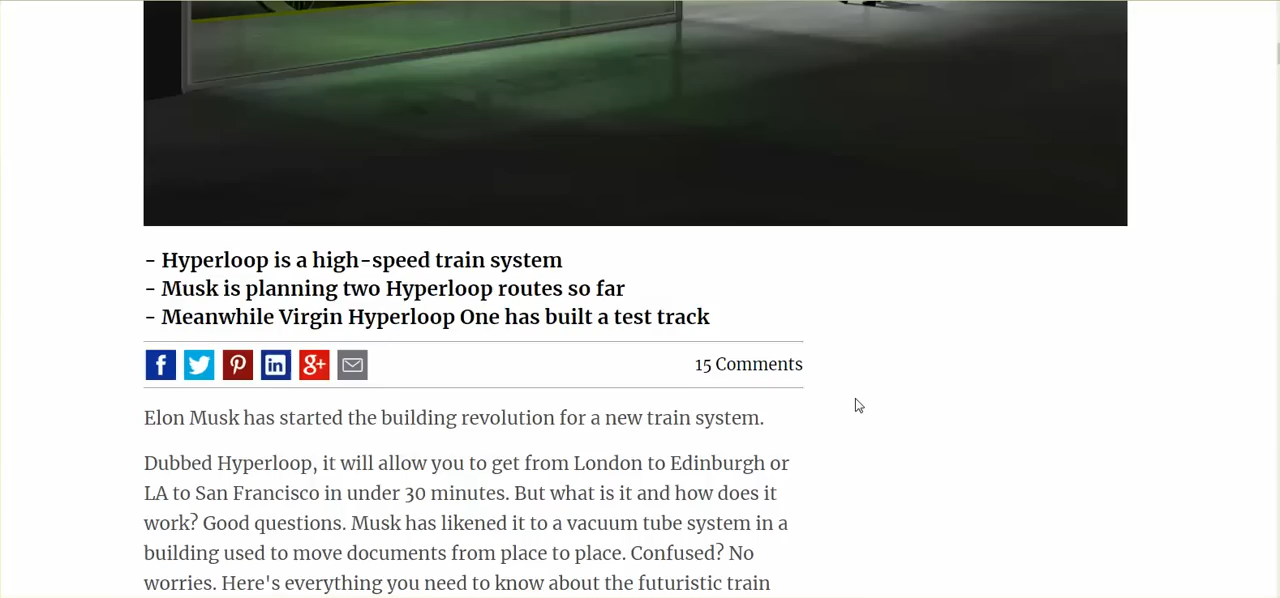 - Hyperloop is a high-speed train system
- Musk is planning two Hyperloop routes so far
- Meanwhile Virgin Hyperloop One has built a test track
f in g+ 15 Comments
Elon Musk has started the building revolution for a new train system.
Dubbed Hyperloop, it will allow you to get from London to Edinburgh or
LA to San Francisco in under 30 minutes. But what is it and how does it
work? Good questions. Musk has likened it to a vacuum tube system in a
building used to move documents from place to place. Confused? No
worries. Here's everything you need to know about the futuristic train